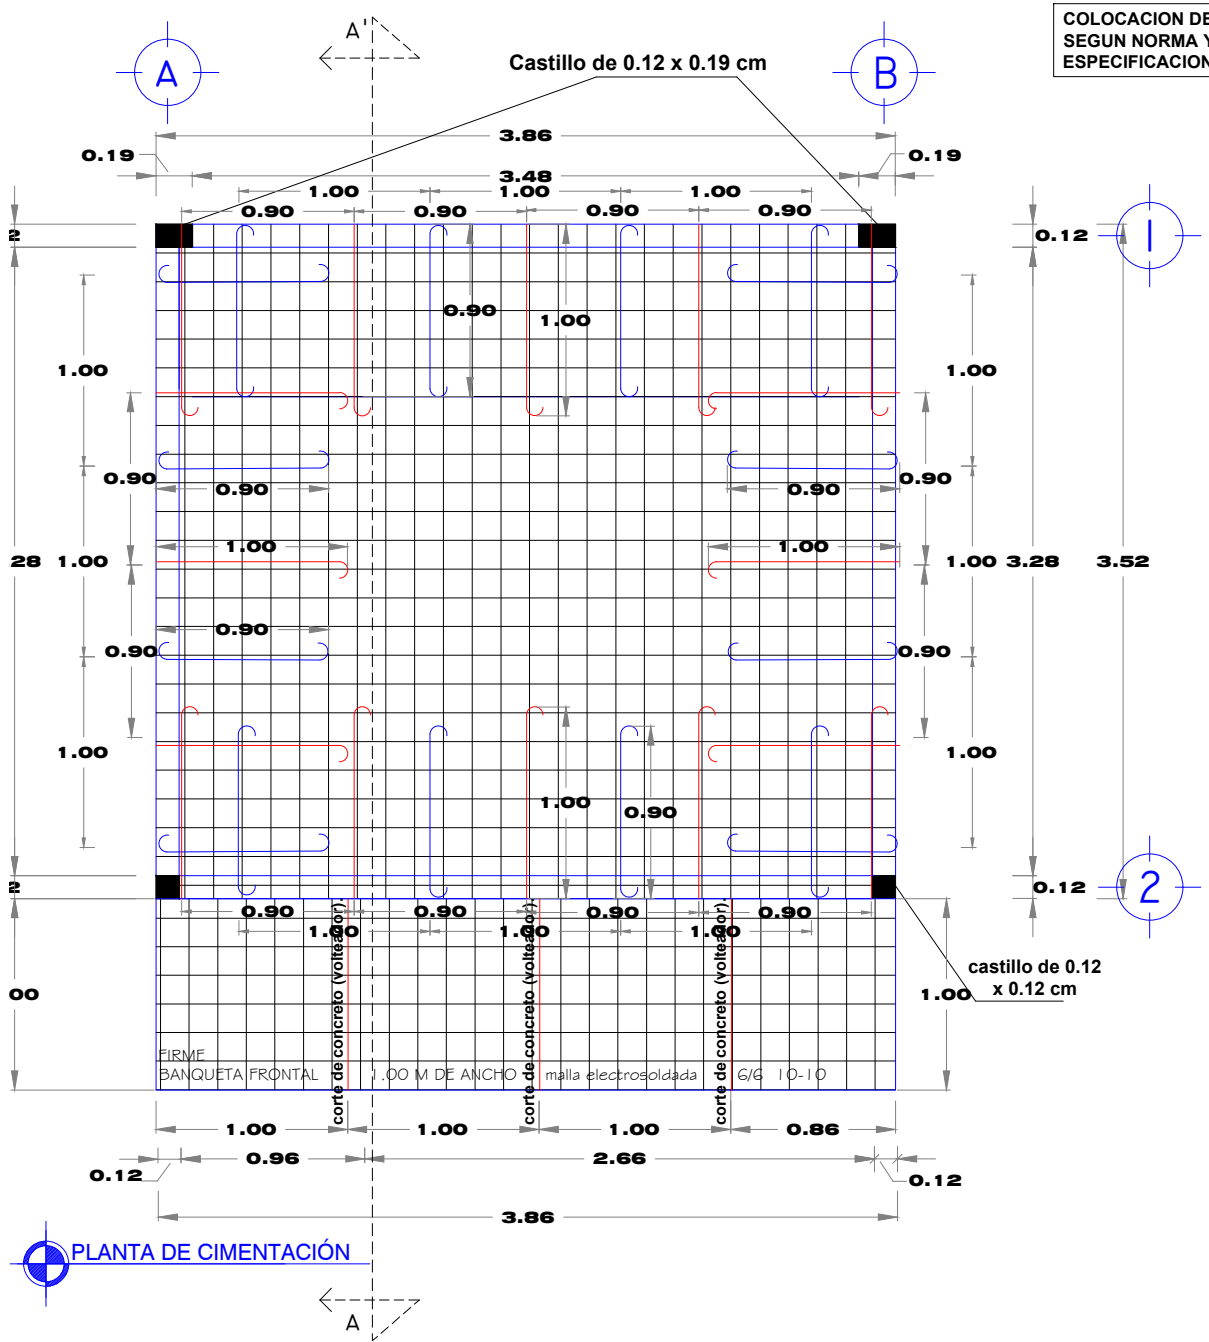 COLOCACION DE
SEGUN NORMA Y
ESPECIFICACION
A'
A
B
Castillo de 0.12 x 0.19 cm
3.86
0.19
0.19
3.48
1.00 1.00 1.00
0.90 0.90 0.90 0.90
2
0.12
1
0.90
1.00
1.00
1.00
0.90
0.90
0.90
0.90
1.00
1.00
28
1.00
1.00
3.28
3.52
0.90
0.90
0.90
1.00
1.00
1.00
0.90
2
0.12
2
0.90 0.90 0.90 0.90
1.00 1.00 1.00
corte de concreto (volteador).
corte de concreto (volteador).
corte de concreto (volteador).
castillo de 0.12
x 0.12 cm
00
1.00
FIRME
BANQUETA FRONTAL 1.00 M DE ANCHO malla electrosoldada 6/6 10-10
1.00 1.00 1.00 0.86
0.96 2.66
0.12
0.12
3.86
PLANTA DE CIMENTACIÓN
A